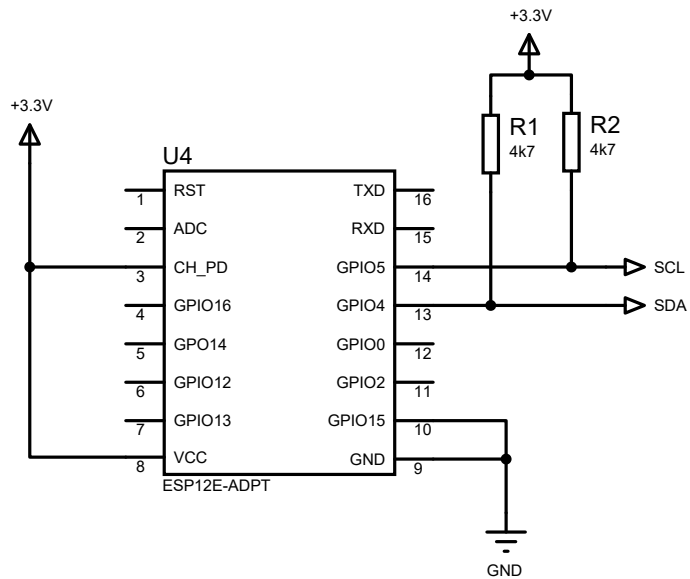 +3.3V
+3.3V
R1
4k7
R2
4k7
U4
1 RST
TXD 16
2 ADC
RXD 15
3 CH_PD
GPIO5 14
SCL
4 GPIO16
GPIO4 13
SDA
5 GPO14
GPIO0 12
6 GPIO12
GPIO2 11
7 GPIO13
GPIO15 10
8 VCC
GND 9
ESP12E-ADPT
GND